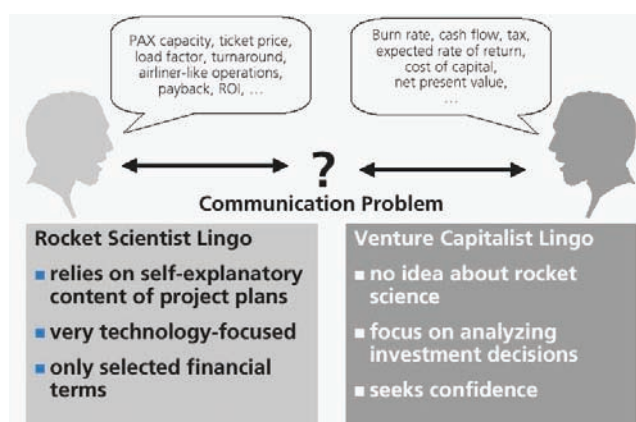 PAX capacity, ticket price,
load factor, turnaround,
airliner-like operations,
payback, ROI, ...
Burn rate, cash flow, tax,
expected rate of return,
cost of capital,
net present value,
...
?
Communication Problem
Rocket Scientist Lingo
relies on self-explanatory
content of project plans
very technology-focused
only selected financial
terms
Venture Capitalist Lingo
no idea about rocket
science
focus on analyzing
investment decisions
seeks confidence